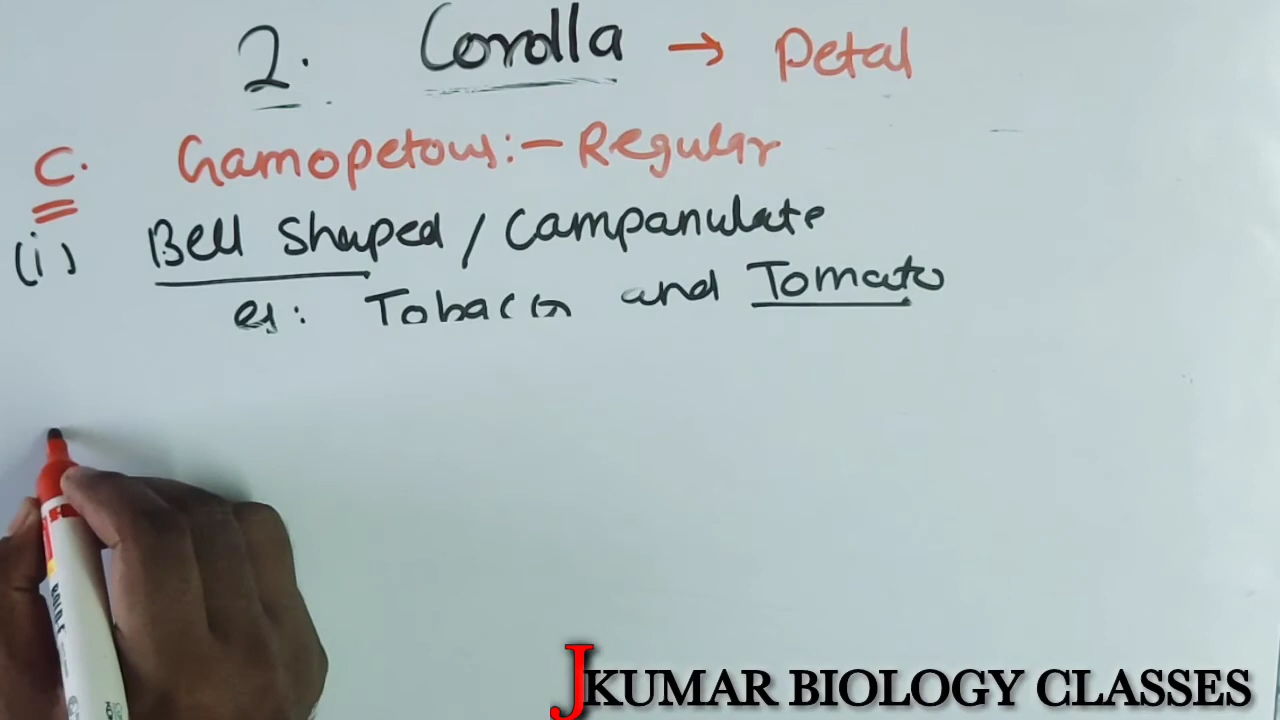 2. Corolla → Petal
C. Gamopetous:- Regular
(i) Bell shaped / Campanulate
eg: Tobacco and Tomato
JKUMAR BIOLOGY CLASSES